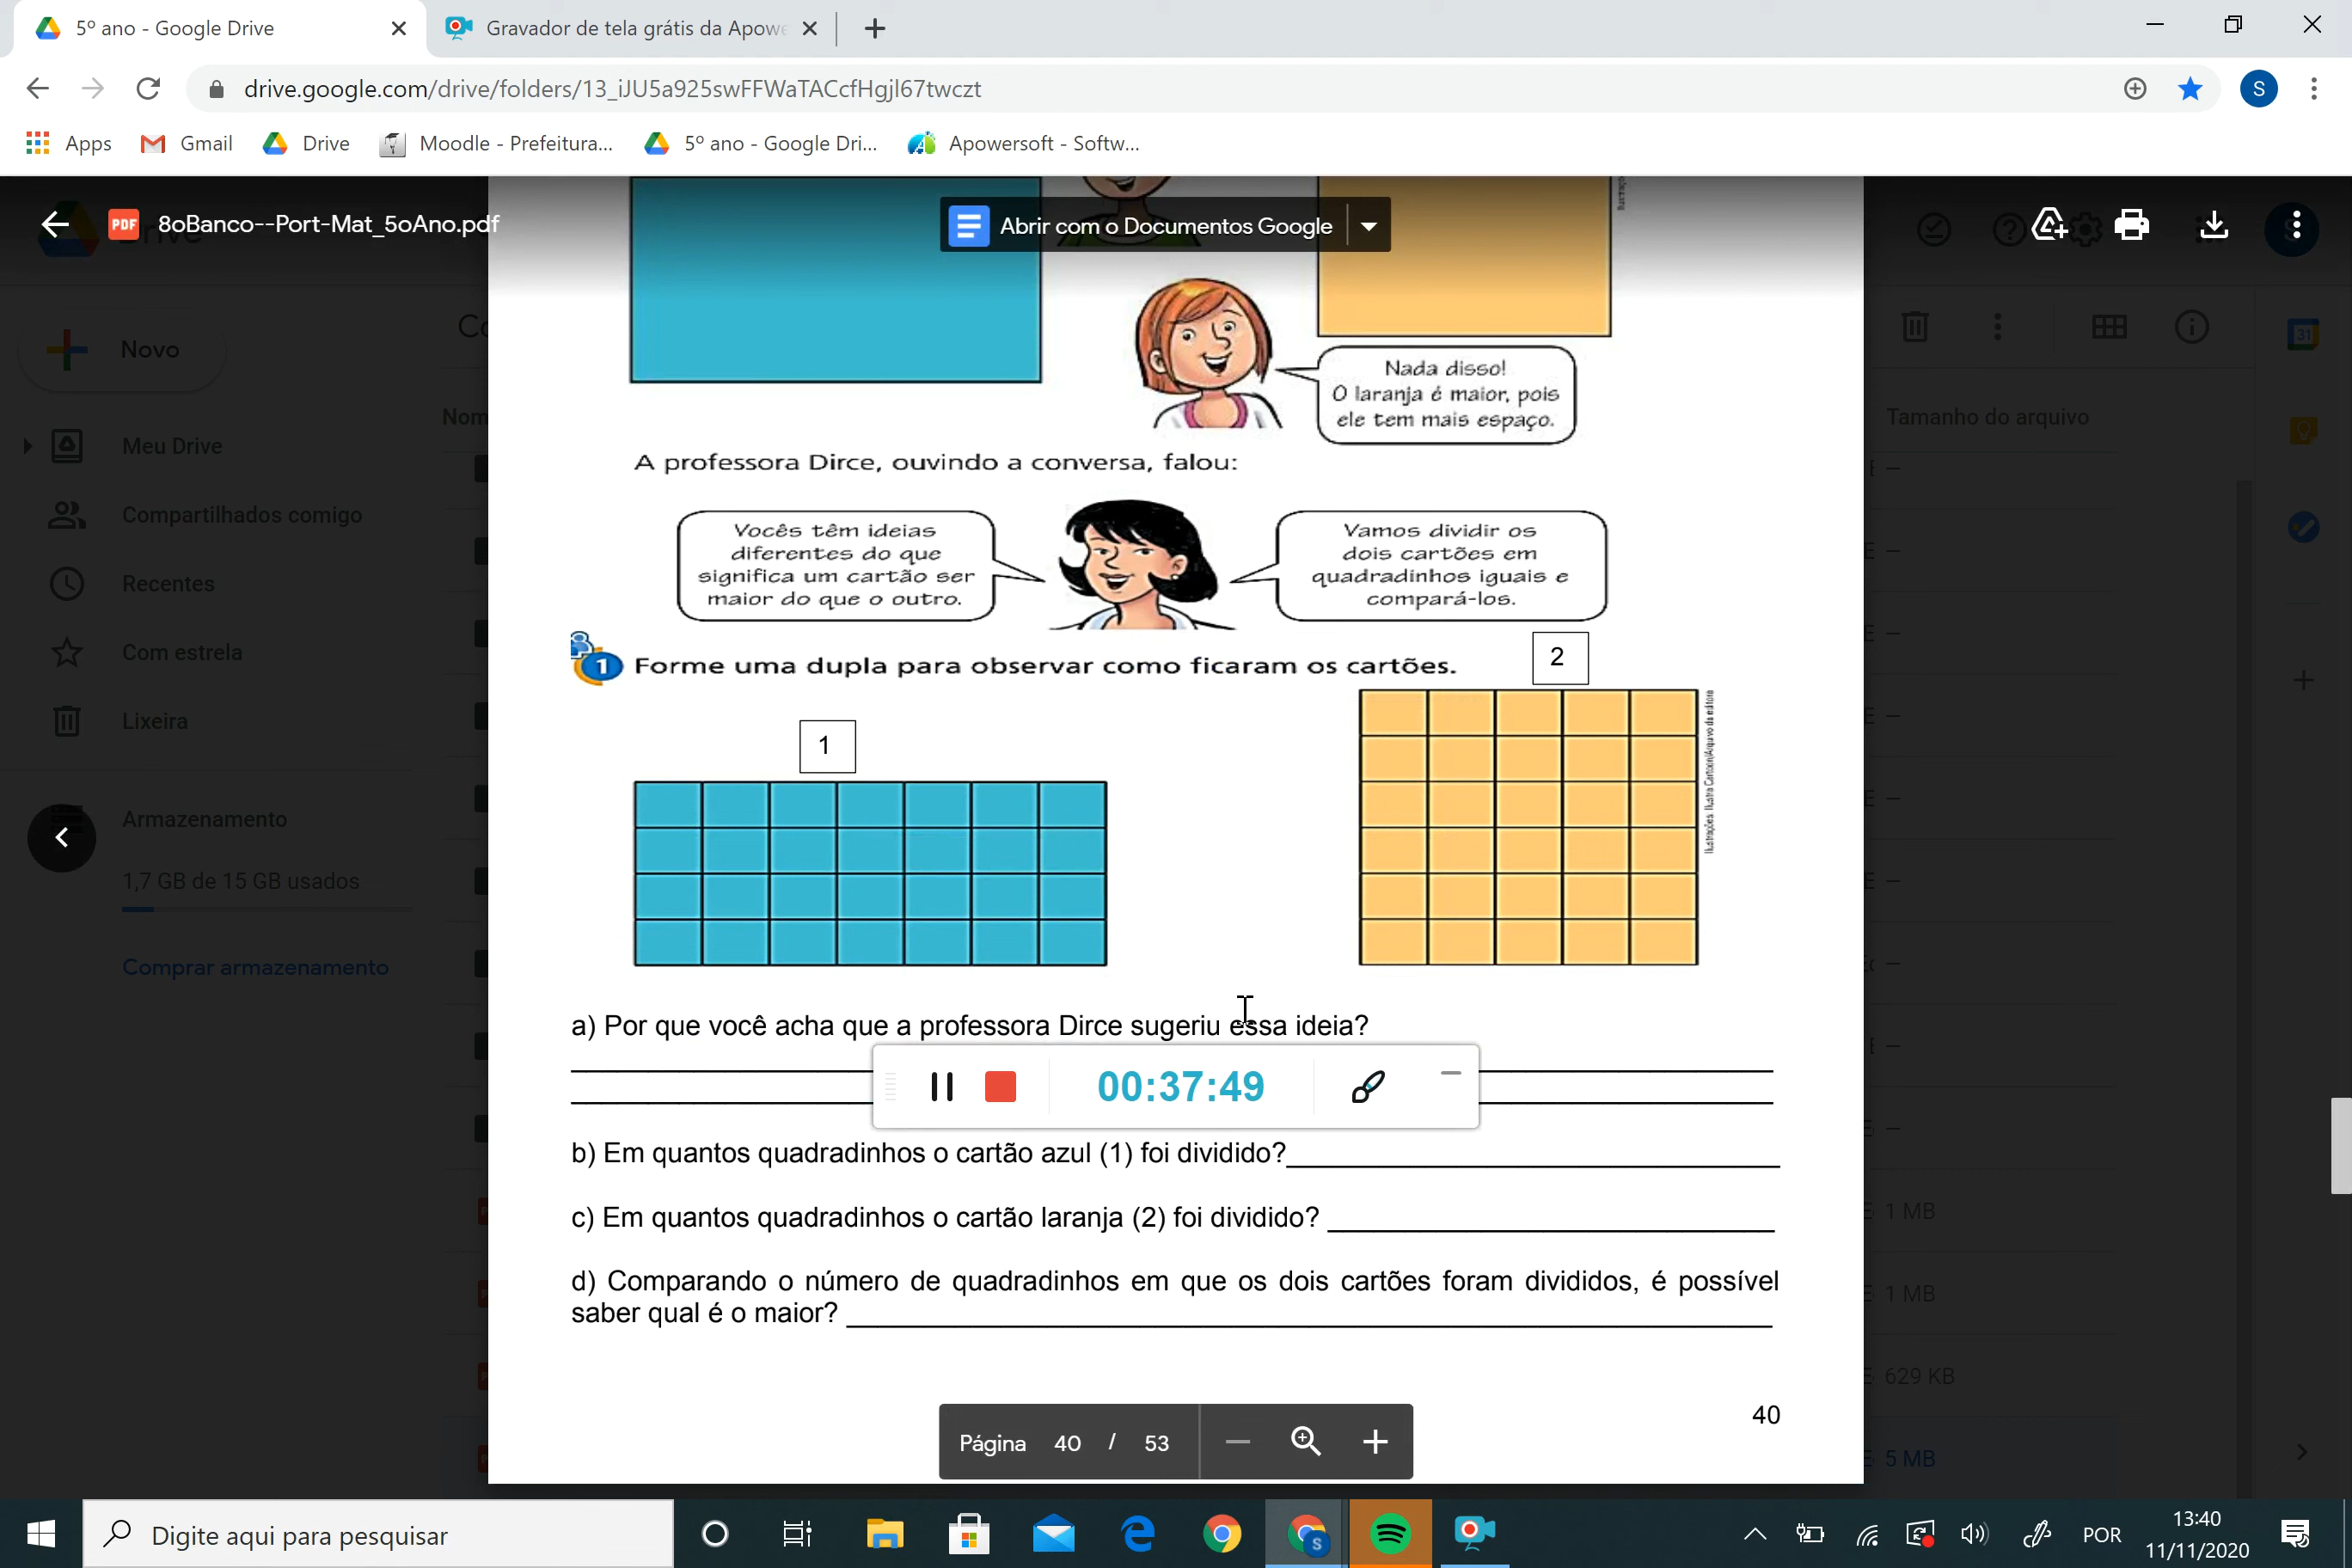 5º ano - Google Drive
Gravador de tela grátis da Apowe
drive.google.com/drive/folders/13_iJU5a925swFFWaTACcfHgjl67twczt
S
Apps
Gmail
Drive
Moodle - Prefeitura...
5º ano - Google Dri...
Apowersoft - Softw...
PDF
8oBanco--Port-Mat_5oAno.pdf
Abrir com o Documentos Google
Novo
Nom
Tamanho do arquivo
Meu Drive
Compartilhados comigo
Recentes
Com estrela
Lixeira
Armazenamento
1,7 GB de 15 GB usados
Comprar armazenamento
31
Nada disso!
O laranja é maior, pois
ele tem mais espaço.
A professora Dirce, ouvindo a conversa, falou:
Vocês têm ideias
diferentes do que
significa um cartão ser
maior do que o outro.
Vamos dividir os
dois cartões em
quadradinhos iguais e
compará-los.
1 Forme uma dupla para observar como ficaram os cartões.
2
1
Ilustrações: Ilustra Cartoon/Arquivo da editora
a) Por que você acha que a professora Dirce sugeriu essa ideia?
00:37:49
b) Em quantos quadradinhos o cartão azul (1) foi dividido?
c) Em quantos quadradinhos o cartão laranja (2) foi dividido?
d) Comparando o número de quadradinhos em que os dois cartões foram divididos, é possível
saber qual é o maior?
1 MB
1 MB
629 KB
5 MB
40
Página 40 / 53
Digite aqui para pesquisar
POR
13:40
11/11/2020